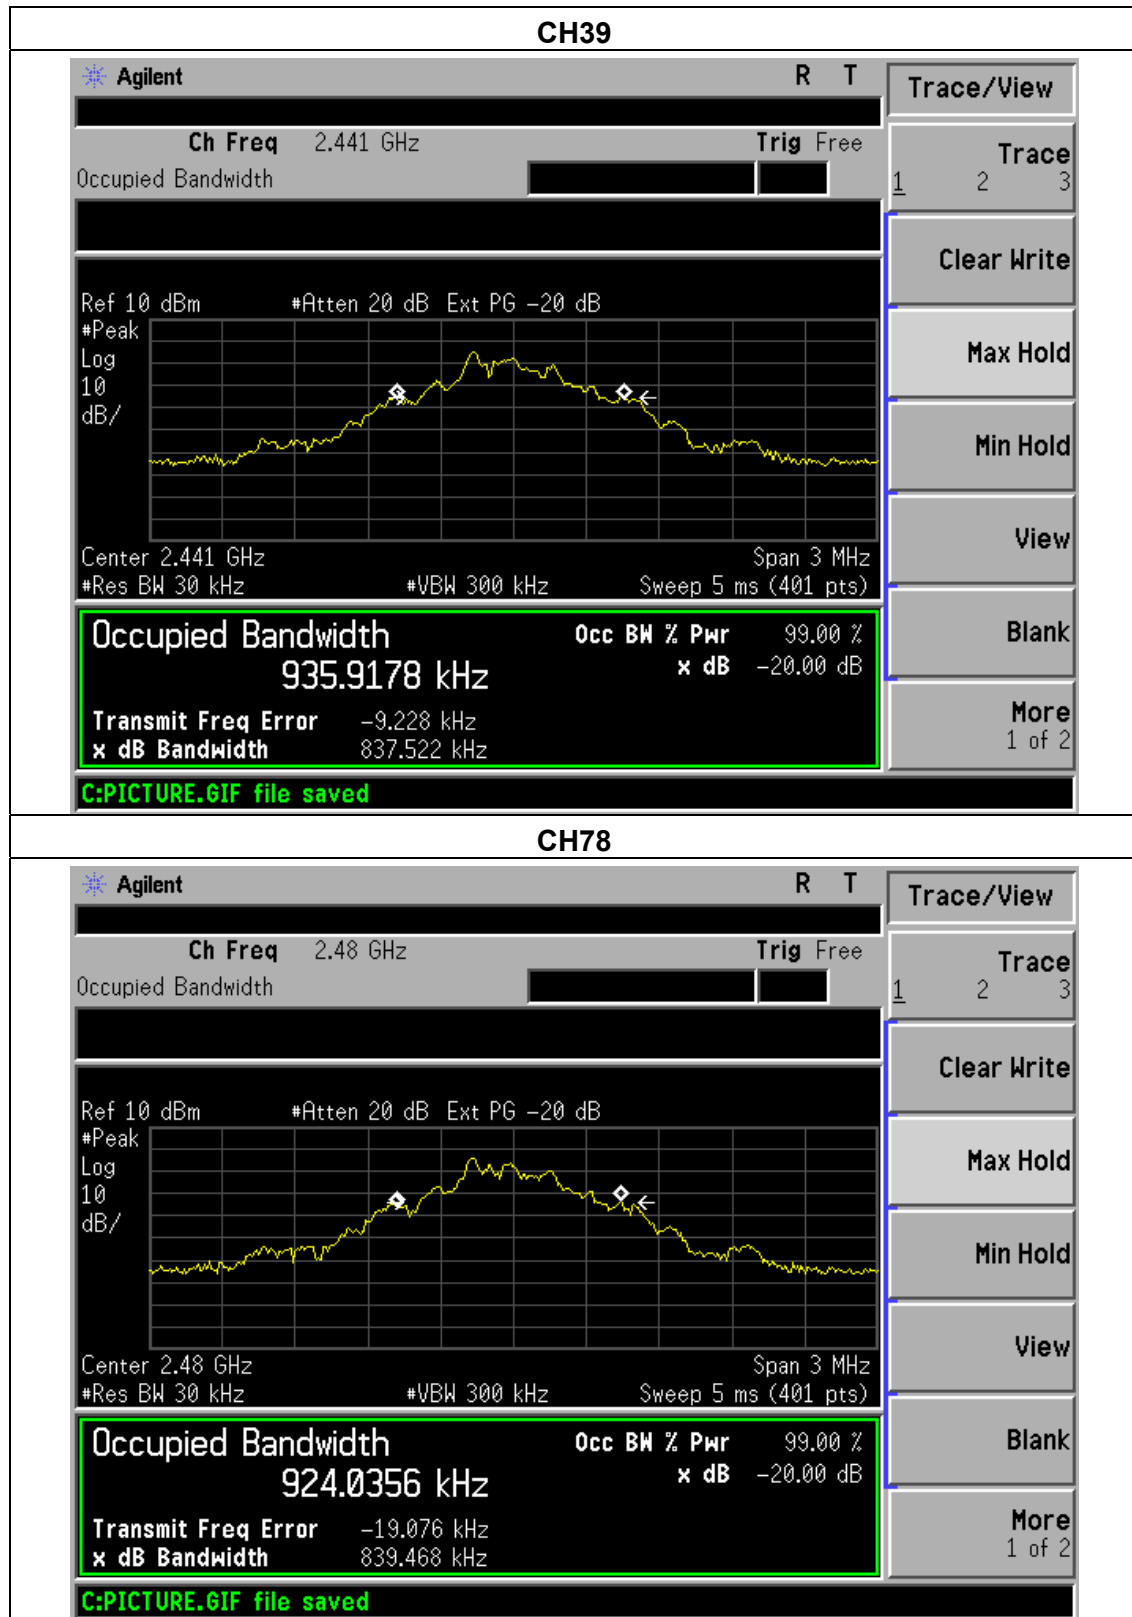 CH39
Agilent R T Trace/View
Ch Freq 2.441 GHz Trig Free
Occupied Bandwidth
Trace
1 2 3
Clear Write
Ref 10 dBm #Atten 20 dB Ext PG -20 dB
#Peak
Log
10
dB/
Max Hold
Min Hold
View
Center 2.441 GHz Span 3 MHz
#Res BW 30 kHz #VBW 300 kHz Sweep 5 ms (401 pts)
Occupied Bandwidth Occ BW % Pwr 99.00 %
935.9178 kHz x dB -20.00 dB
Blank
Transmit Freq Error -9.228 kHz
x dB Bandwidth 837.522 kHz
More
1 of 2
C:PICTURE.GIF file saved
CH78
Agilent R T Trace/View
Ch Freq 2.48 GHz Trig Free
Occupied Bandwidth
Trace
1 2 3
Clear Write
Ref 10 dBm #Atten 20 dB Ext PG -20 dB
#Peak
Log
10
dB/
Max Hold
Min Hold
View
Center 2.48 GHz Span 3 MHz
#Res BW 30 kHz #VBW 300 kHz Sweep 5 ms (401 pts)
Occupied Bandwidth Occ BW % Pwr 99.00 %
924.0356 kHz x dB -20.00 dB
Blank
Transmit Freq Error -19.076 kHz
x dB Bandwidth 839.468 kHz
More
1 of 2
C:PICTURE.GIF file saved